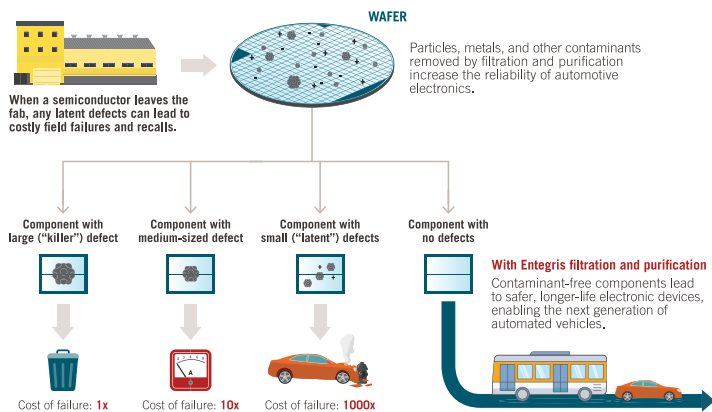 WAFER
Particles, metals, and other contaminants
removed by filtration and purification
increase the reliability of automotive
electronics.
When a semiconductor leaves the
fab, any latent defects can lead to
costly field failures and recalls.
Component with
large (“killer”) defect
Component with
medium-sized defect
Component with
small (“latent”) defects
Component with
no defects
With Entegris filtration and purification
Contaminant-free components lead
to safer, longer-life electronic devices,
enabling the next generation of
automated vehicles.
A
Cost of failure: 1x
Cost of failure: 10x
Cost of failure: 1000x